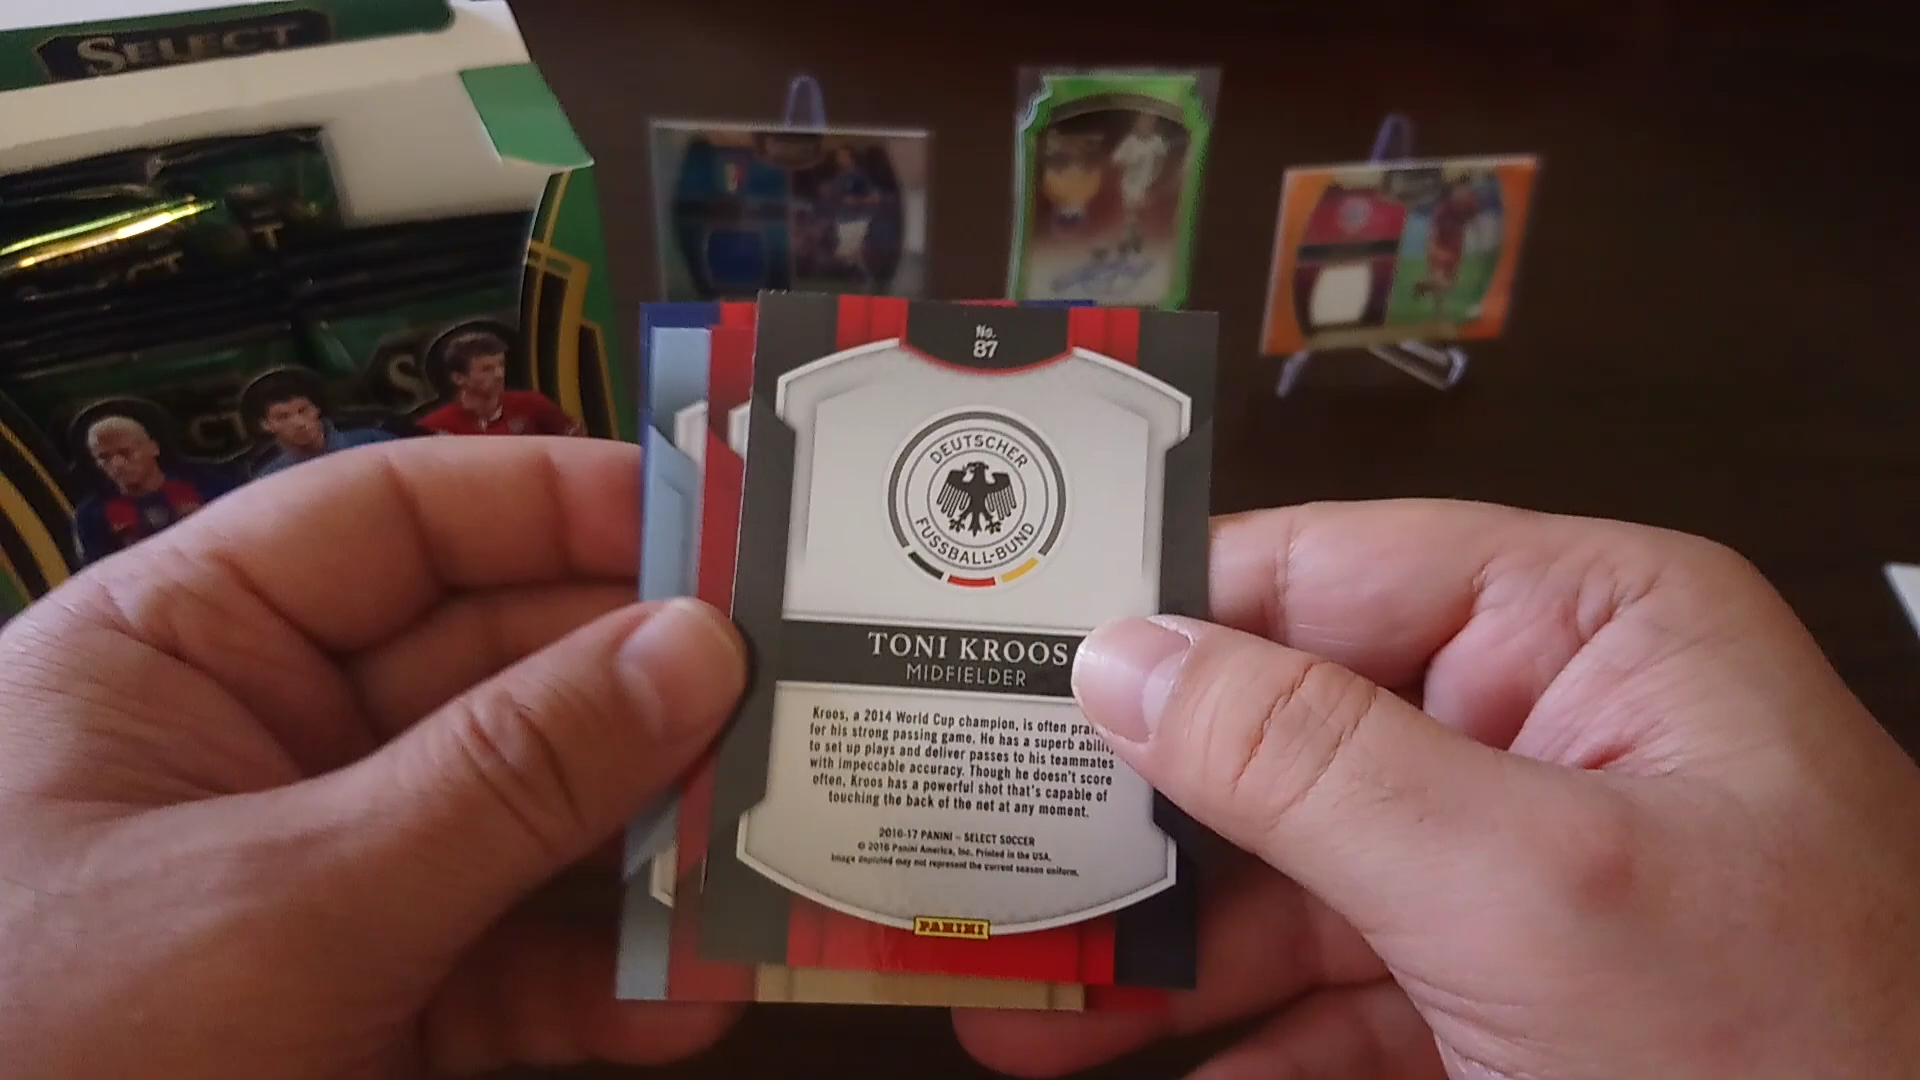 SELECT
No.
87
DEUTSCHER
FUSSBALL-BUND
TONI KROOS
MIDFIELDER
Kroos, a 2014 World Cup champion, is often
for his strong passing game. He has a superb
to set up plays and deliver passes to his teammates
with impeccable accuracy. Though he doesn't score
often, Kroos has a powerful shot that's capable of
touching the back of the net at any moment.
2016-17 PANINI – SELECT SOCCER
© 2016 Panini America, Inc. Printed in the USA.
Image depicted may not represent the current season uniform.
PANINI